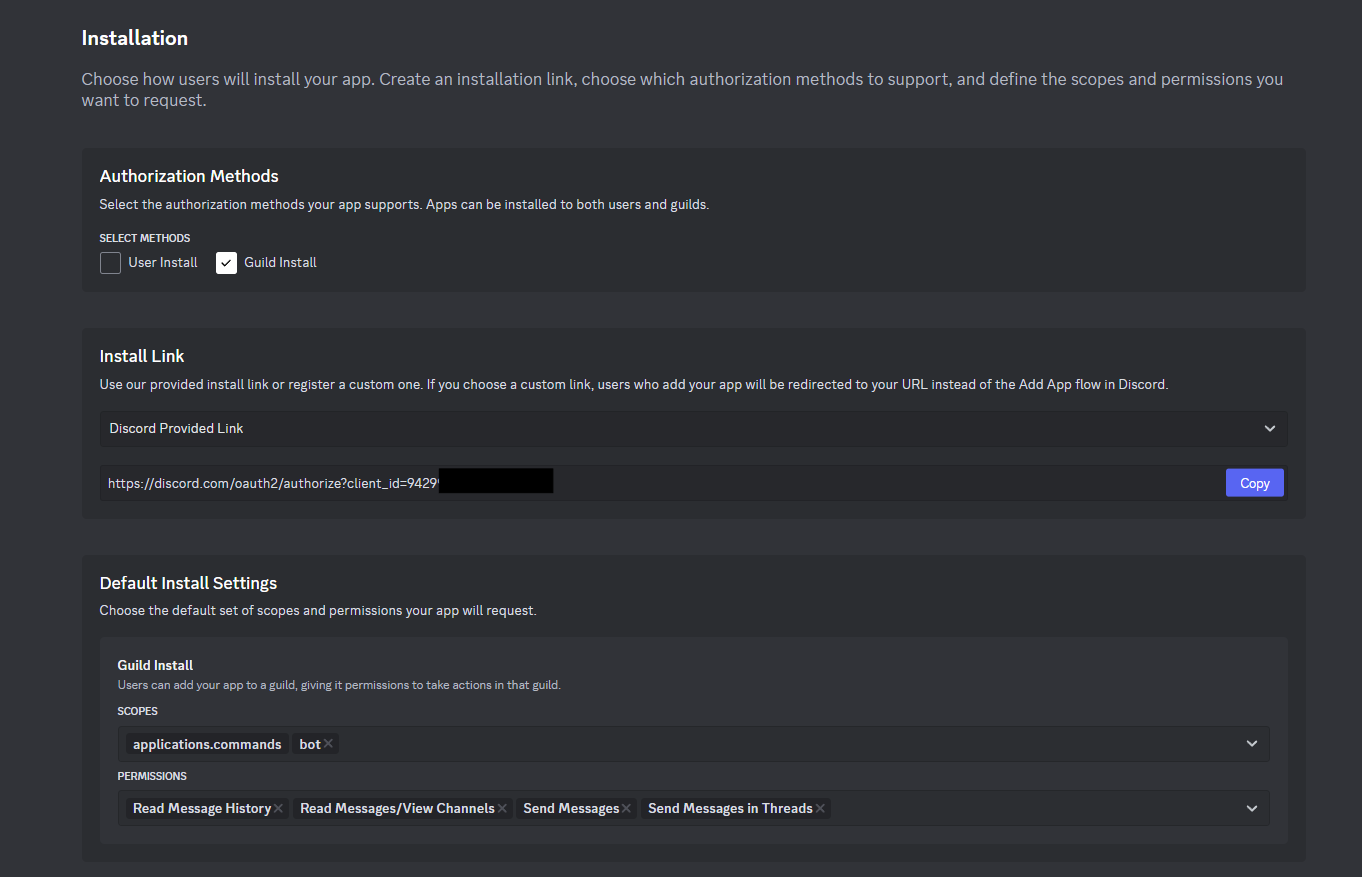 Installation
Choose how users will install your app. Create an installation link, choose which authorization methods to support, and define the scopes and permissions you
want to request.
Authorization Methods
Select the authorization methods your app supports. Apps can be installed to both users and guilds.
SELECT METHODS
User Install Guild Install
Install Link
Use our provided install link or register a custom one. If you choose a custom link, users who add your app will be redirected to your URL instead of the Add App flow in Discord.
Discord Provided Link
https://discord.com/oauth2/authorize?client_id=9429 Copy
Default Install Settings
Choose the default set of scopes and permissions your app will request.
Guild Install
Users can add your app to a guild, giving it permissions to take actions in that guild.
SCOPES
applications.commands bot
PERMISSIONS
Read Message History Read Messages/View Channels Send Messages Send Messages in Threads